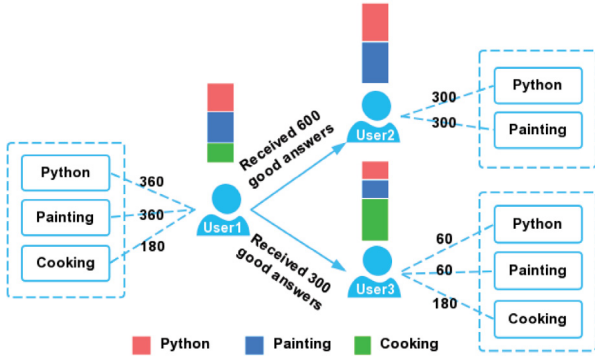 Python
Painting
Cooking
360
360
180
User1
Received 600
good answers
Received 300
good answers
User2
300
300
Python
Painting
User3
60
60
180
Python
Painting
Cooking
Python
Painting
Cooking